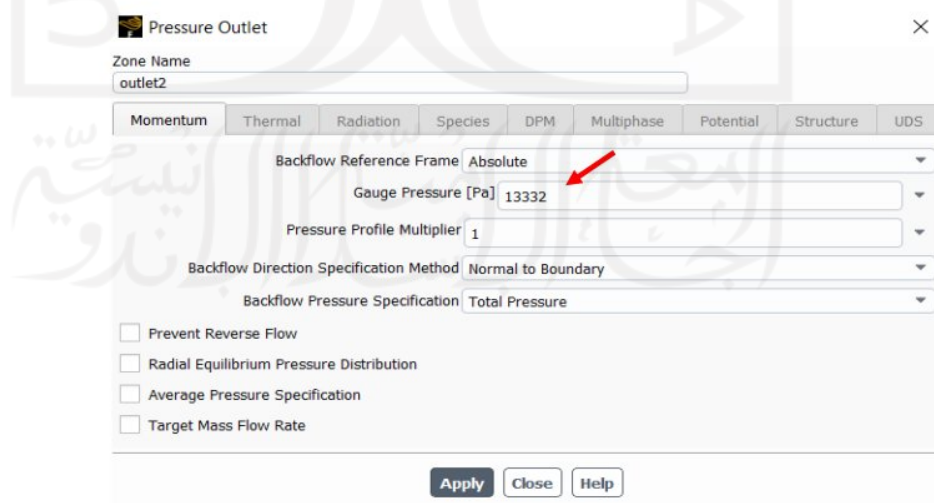 Pressure Outlet
Zone Name
outlet2
Momentum Thermal Radiation Species DPM Multiphase Potential Structure UDS
Backflow Reference Frame Absolute
Gauge Pressure [Pa] 13332
Pressure Profile Multiplier 1
Backflow Direction Specification Method Normal to Boundary
Backflow Pressure Specification Total Pressure
Prevent Reverse Flow
Radial Equilibrium Pressure Distribution
Average Pressure Specification
Target Mass Flow Rate
Apply Close Help